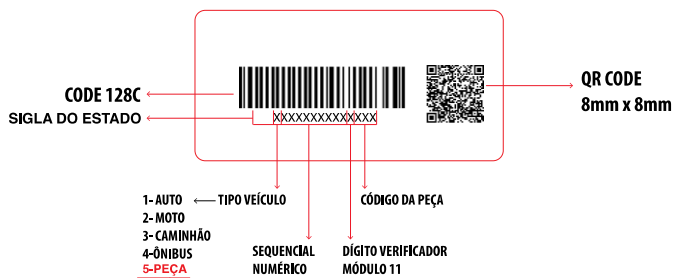 CODE 128C
SIGLA DO ESTADO
XXXXXXXXXXXXXXX
QR CODE
8mm x 8mm
1- AUTO
2- MOTO
3- CAMINHÃO
4-ÔNIBUS
5-PEÇA
TIPO VEÍCULO
SEQUENCIAL
NUMÉRICO
DÍGITO VERIFICADOR
MÓDULO 11
CÓDIGO DA PEÇA